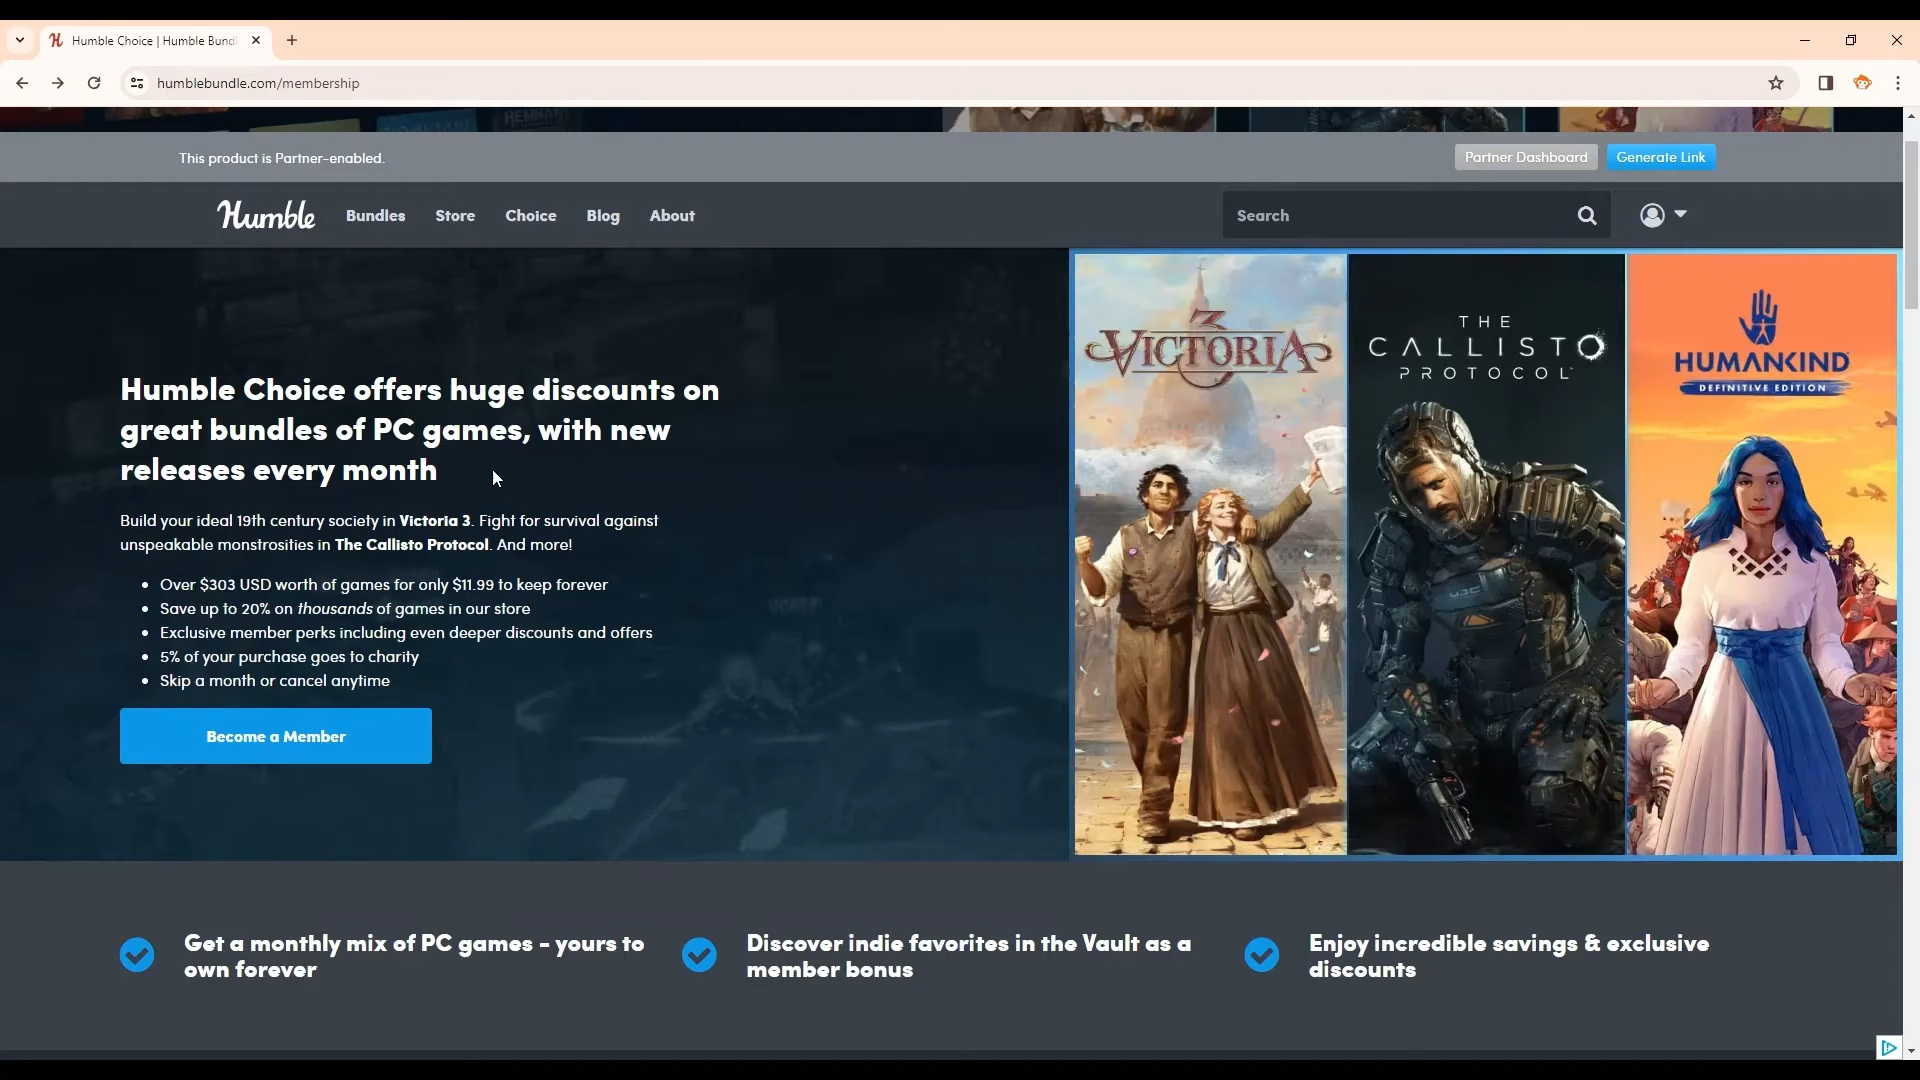 Humble Choice | Humble Bund
humblebundle.com/membership
This product is Partner-enabled.
Partner Dashboard
Generate Link
Humble
Bundles
Store
Choice
Blog
About
Search
Humble Choice offers huge discounts on
great bundles of PC games, with new
releases every month
Build your ideal 19th century society in Victoria 3. Fight for survival against
unspeakable monstrosities in The Callisto Protocol. And more!
Over $303 USD worth of games for only $11.99 to keep forever
Save up to 20% on thousands of games in our store
Exclusive member perks including even deeper discounts and offers
5% of your purchase goes to charity
Skip a month or cancel anytime
Become a Member
3
VICTORIA
THE
CALLISTO
PROTOCOL
HUMANKIND
DEFINITIVE EDITION
Get a monthly mix of PC games - yours to
own forever
Discover indie favorites in the Vault as a
member bonus
Enjoy incredible savings & exclusive
discounts